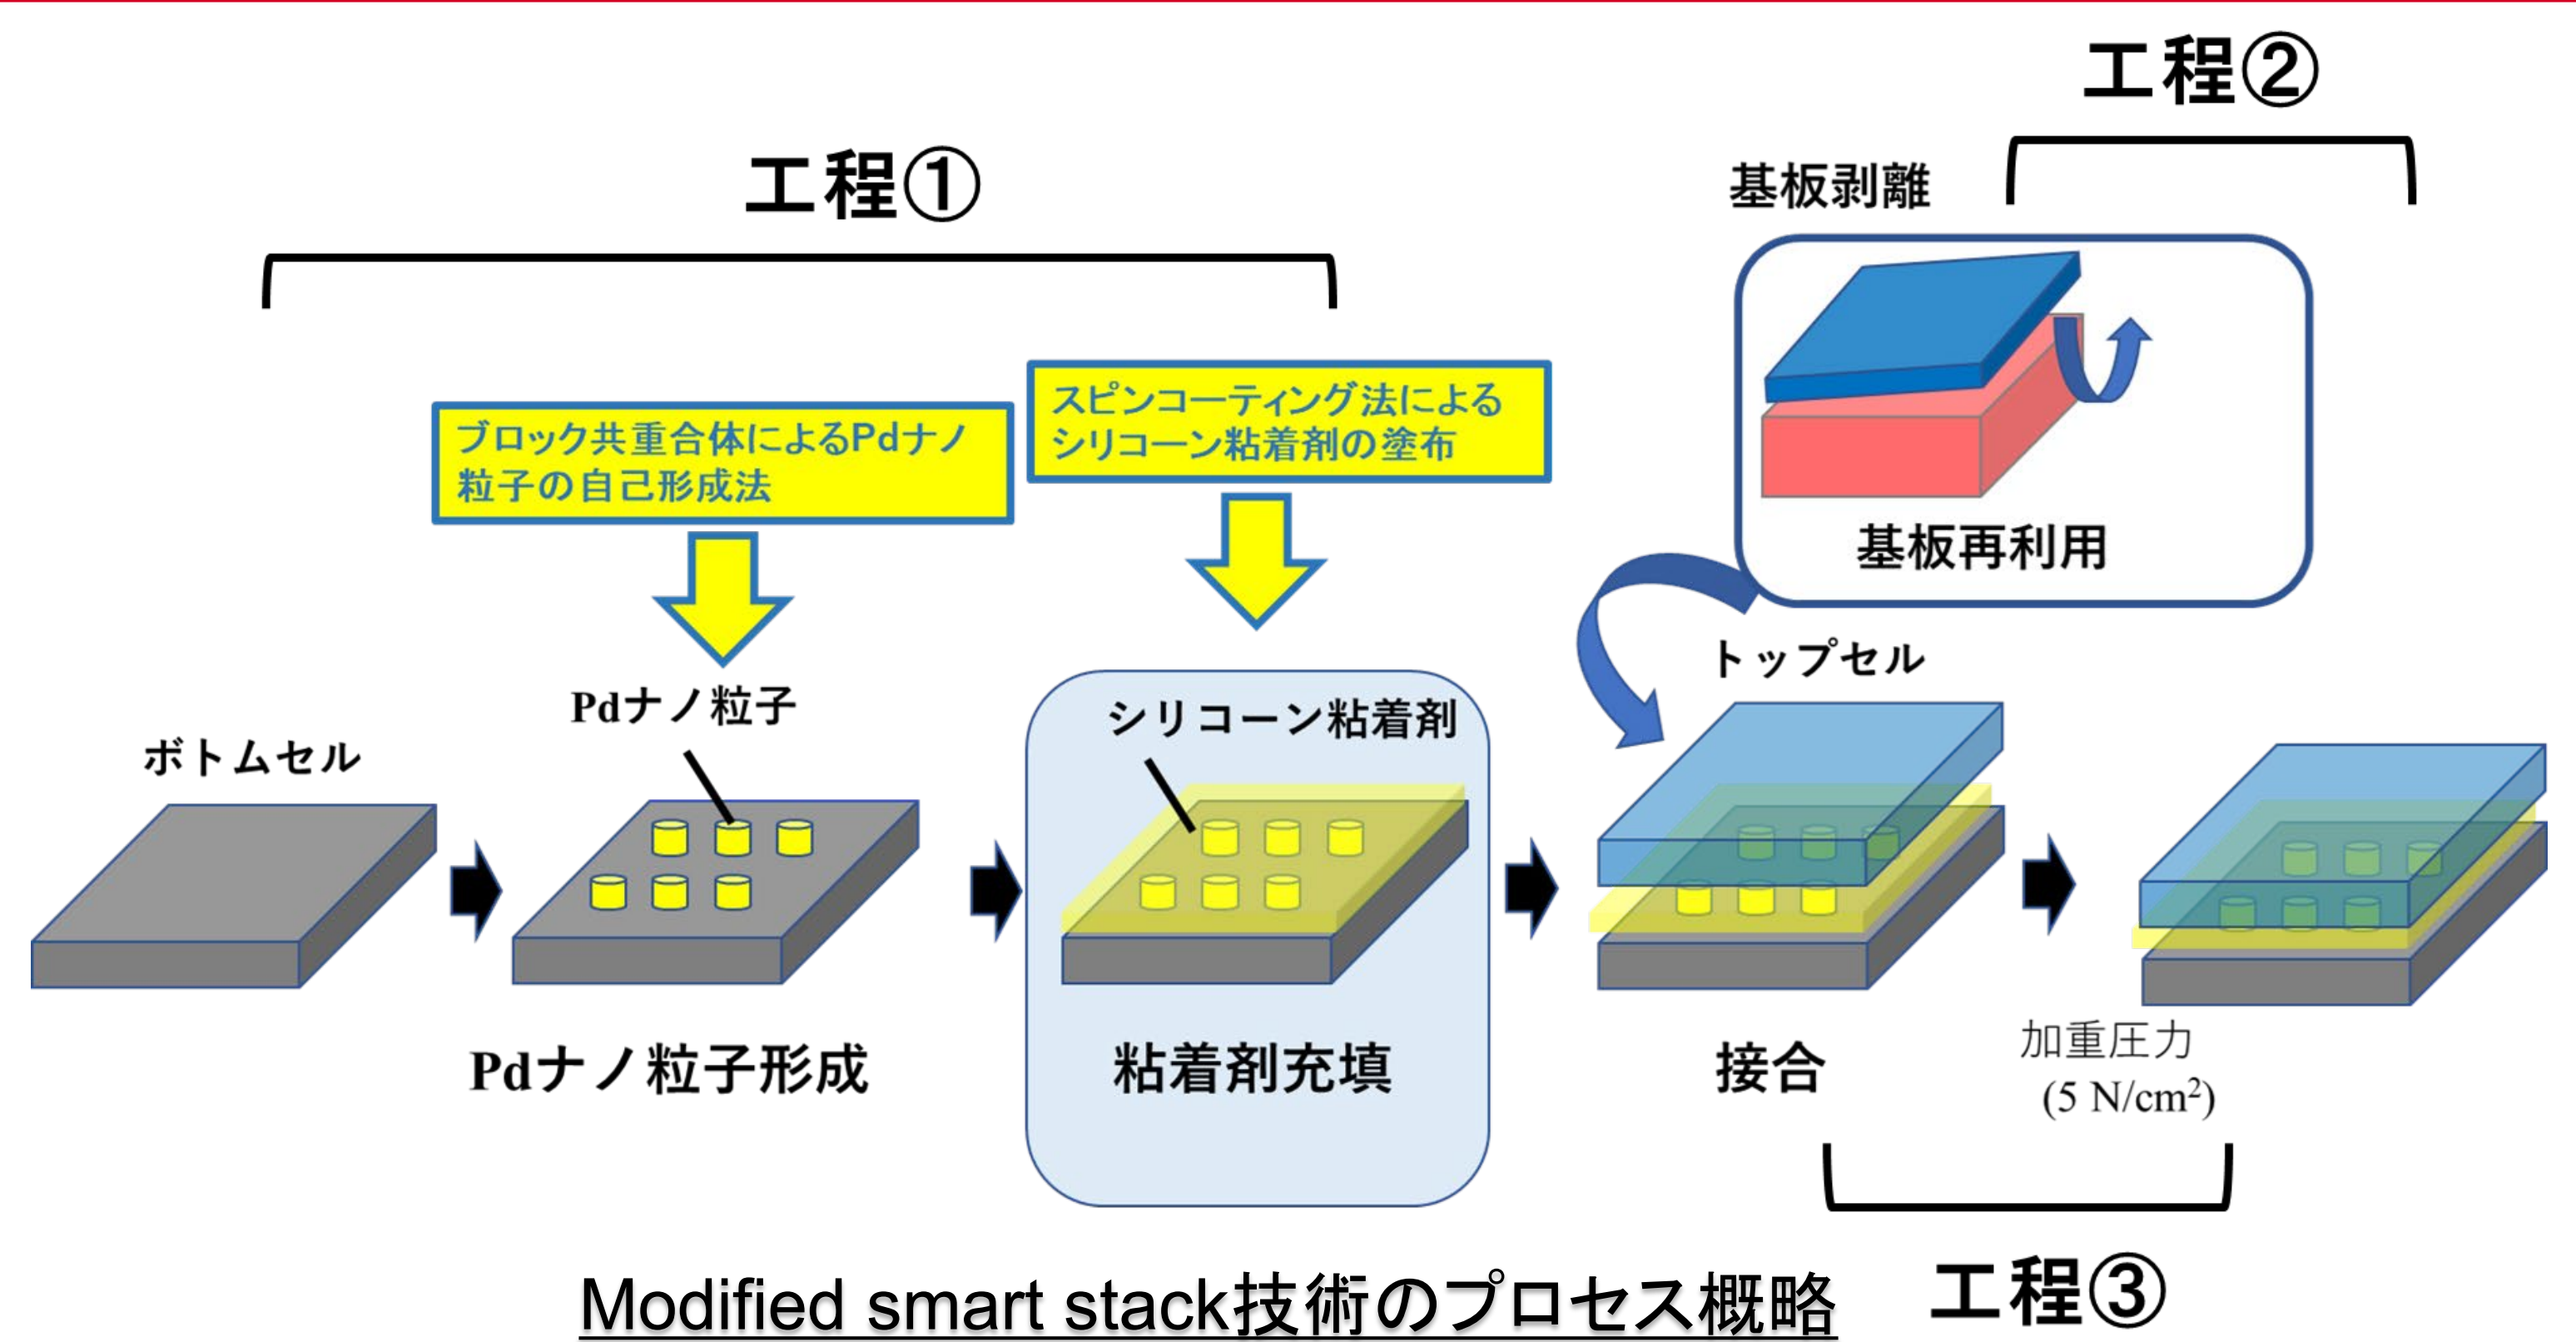 工程②
工程①
基板剥離
スピンコーティング法による
シリコーン粘着剤の塗布
ブロック共重合体によるPdナノ
粒子の自己形成法
基板再利用
トップセル
Pdナノ粒子
シリコーン粘着剤
ボトムセル
Pdナノ粒子形成
粘着剤充填
接合
加重圧力
(5 N/cm²)
工程③
Modified smart stack技術のプロセス概略